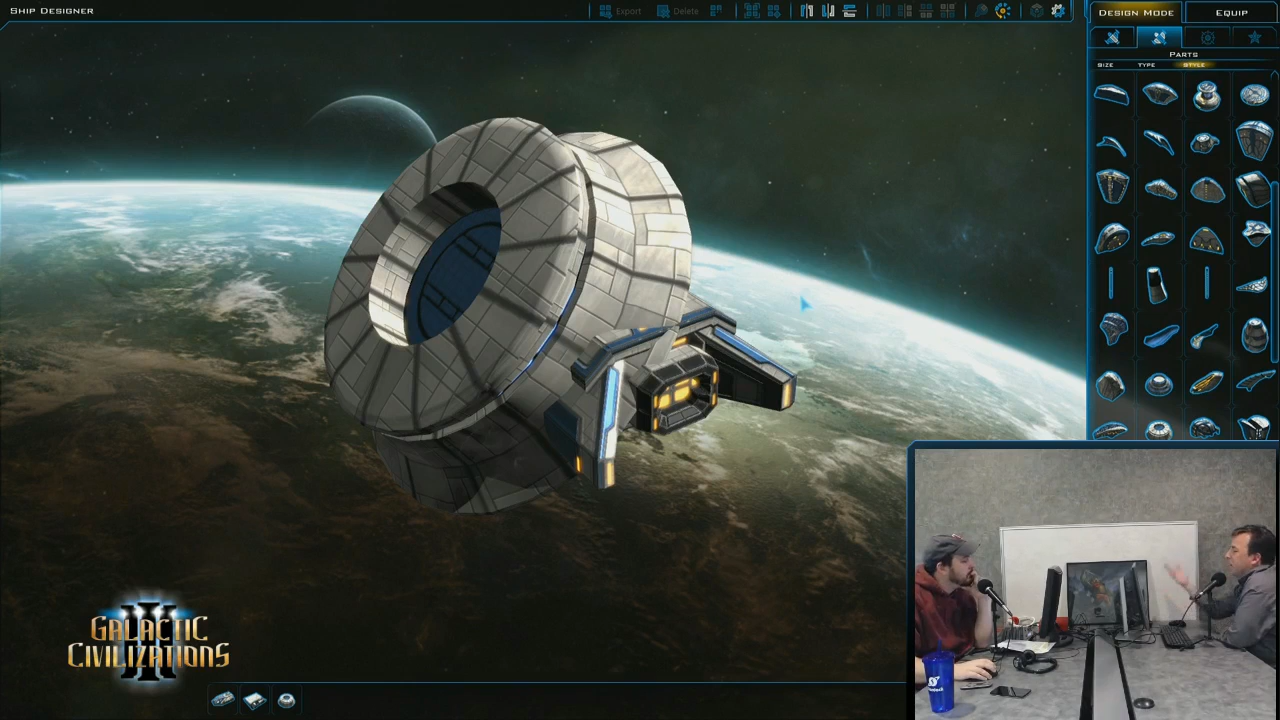 Ship Designer
Export
Delete
Design Mode
Equip
Parts
Size
Type
Style
III
Galactic
Civilizations